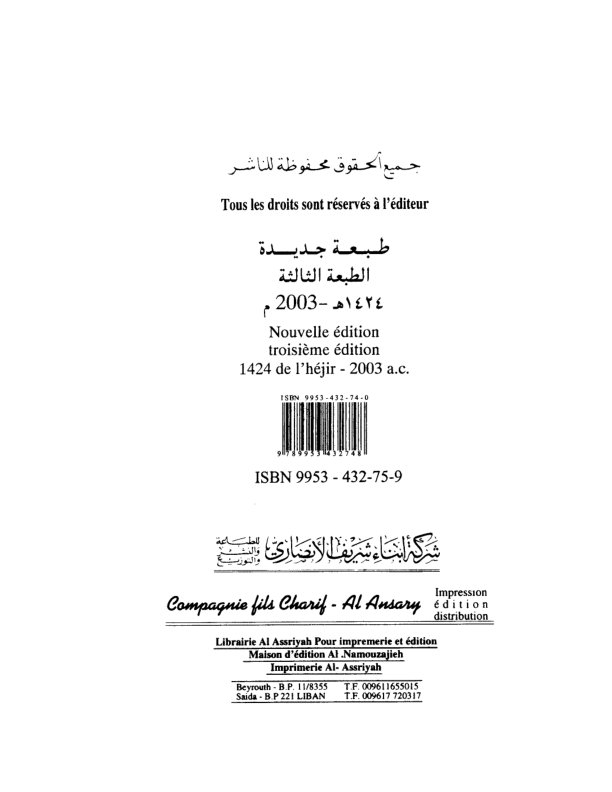 جميع الحقوق محفوظة للناشر
Tous les droits sont réservés à l'éditeur
طبعة جديدة
الطبعة الثالثة
١٤٢٤هـ -2003 م
Nouvelle édition
troisième édition
1424 de l'héjir - 2003 a.c.
ISBN 9953-432-74-0
9 789953 432748
ISBN 9953 - 432-75-9
شركة أبناء شريف الأنصاري للطباعة والنشر والتوزيع
Compagnie fils Charif - Al Ansary Impression édition distribution
Librairie Al Assriyah Pour impremerie et édition
Maison d'édition Al .Namouzajieh
Imprimerie Al- Assriyah
Beyrouth - B.P. 11/8355 T.F. 009611655015
Saida - B.P 221 LIBAN T.F. 009617 720317